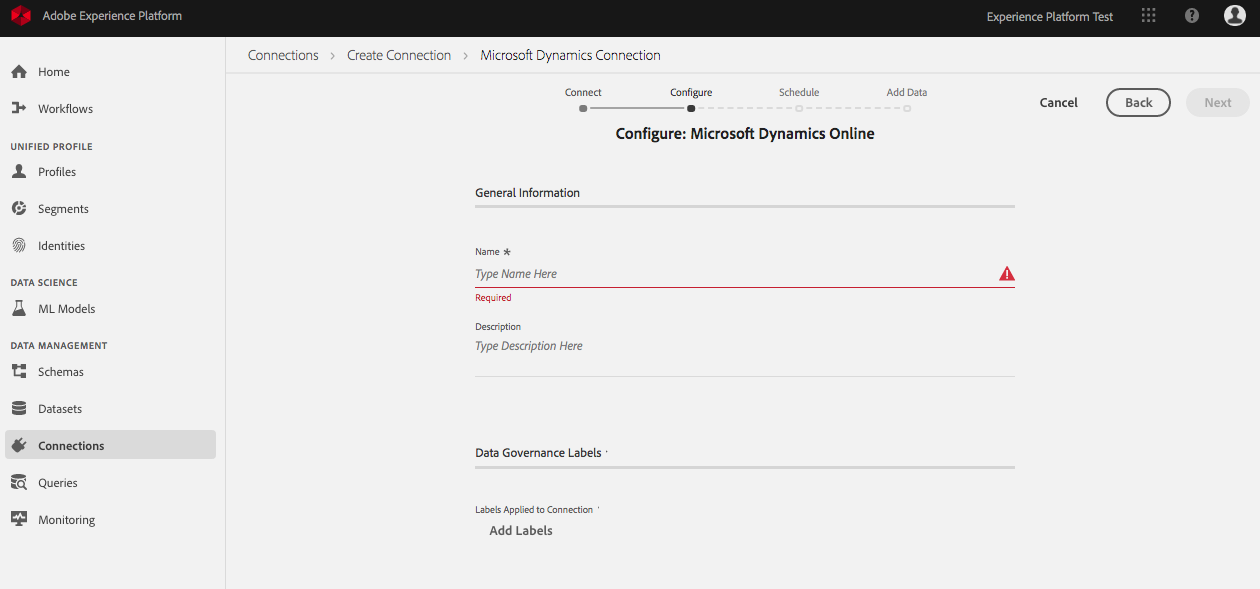 Adobe Experience Platform
Experience Platform Test
Home
Workflows
UNIFIED PROFILE
Profiles
Segments
Identities
DATA SCIENCE
ML Models
DATA MANAGEMENT
Schemas
Datasets
Connections
Queries
Monitoring
Connections > Create Connection > Microsoft Dynamics Connection
Connect Configure Schedule Add Data
Cancel Back Next
Configure: Microsoft Dynamics Online
General Information
Name *
Type Name Here
Required
Description
Type Description Here
Data Governance Labels
Labels Applied to Connection
Add Labels